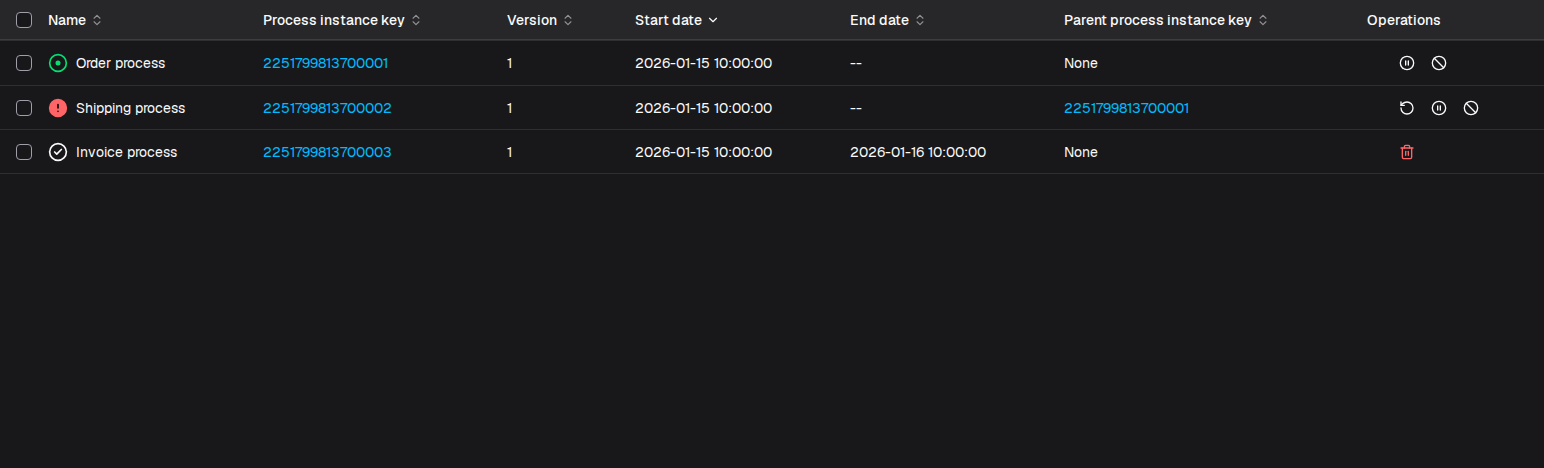 Name Process instance key Version Start date End date Parent process instance key Operations
Order process 2251799813700001 1 2026-01-15 10:00:00 -- None
Shipping process 2251799813700002 1 2026-01-15 10:00:00 -- 2251799813700001
Invoice process 2251799813700003 1 2026-01-15 10:00:00 2026-01-16 10:00:00 None